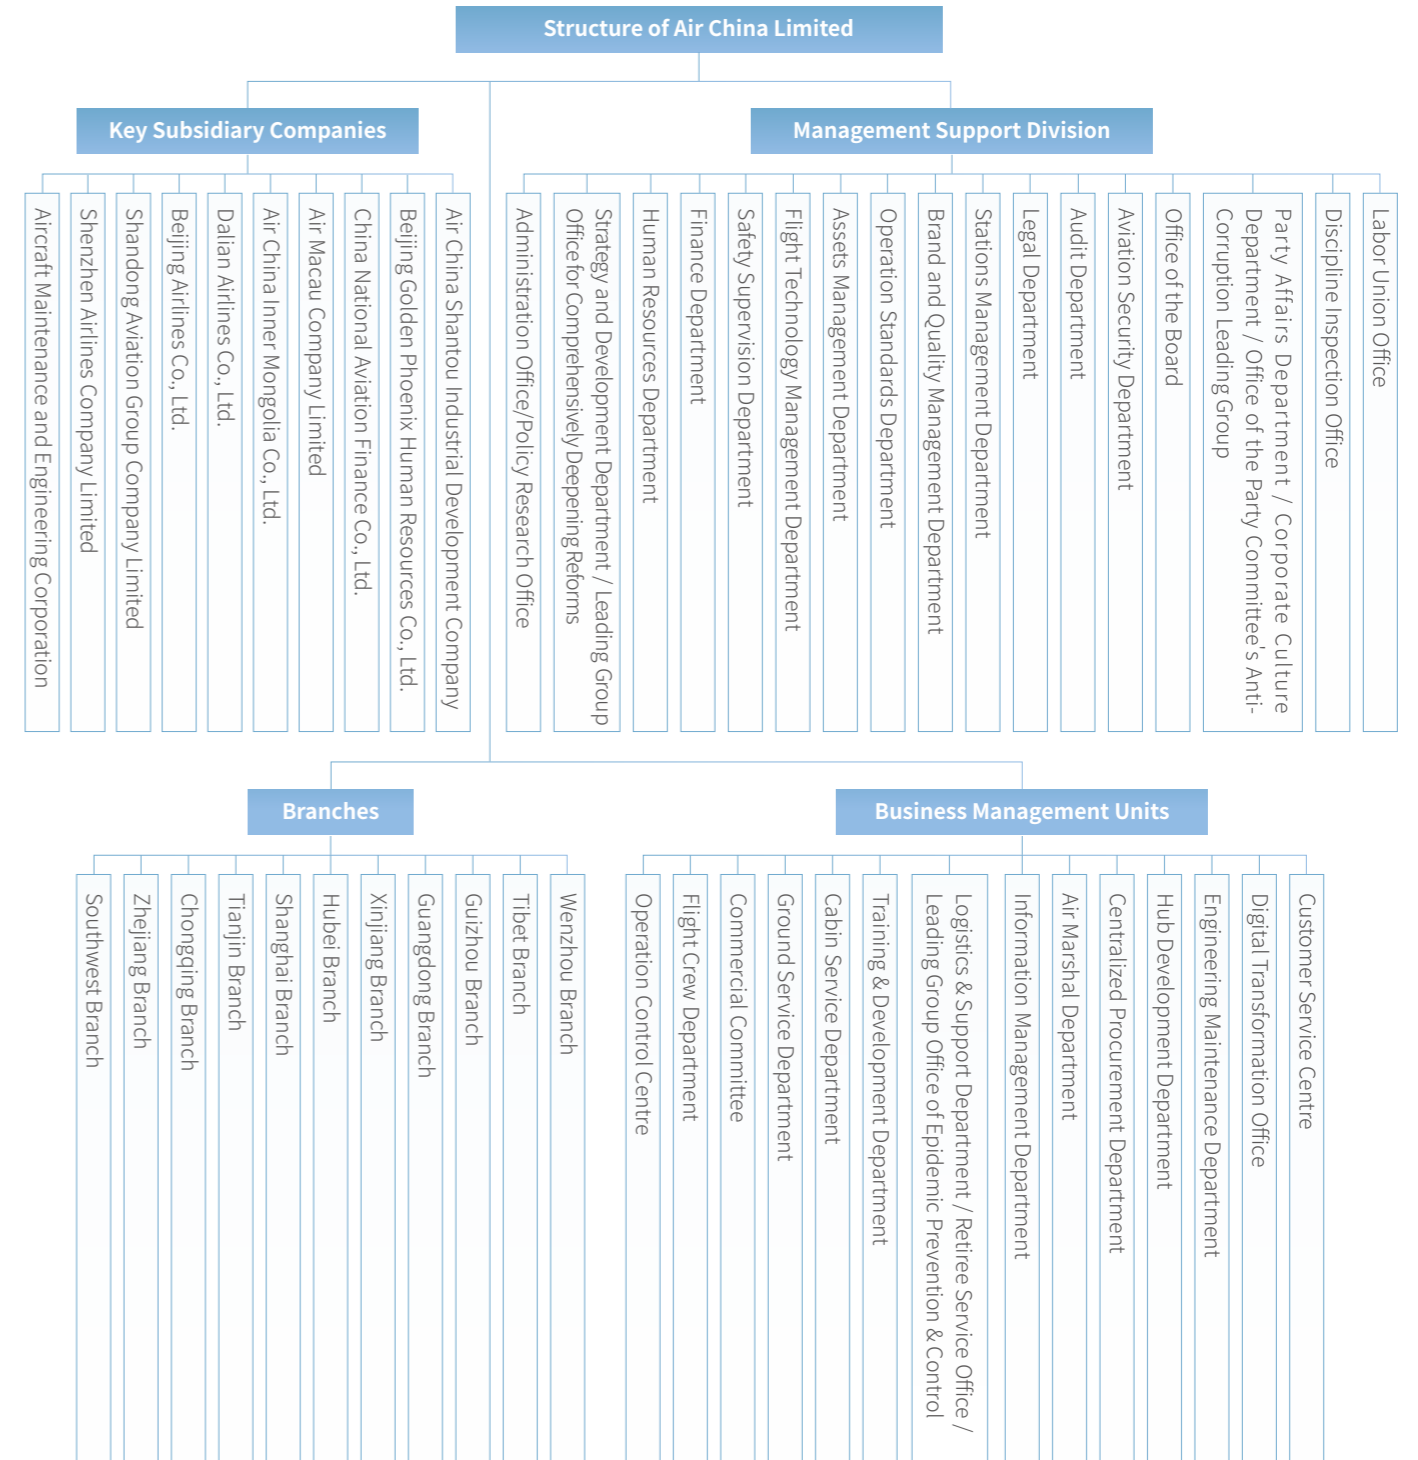 Structure of Air China Limited
Key Subsidiary Companies
Management Support Division
Aircraft Maintenance and Engineering Corporation
Shenzhen Airlines Company Limited
Shandong Aviation Group Company Limited
Beijing Airlines Co., Ltd.
Dalian Airlines Co., Ltd.
Air China Inner Mongolia Co., Ltd.
Air Macau Company Limited
China National Aviation Finance Co., Ltd.
Beijing Golden Phoenix Human Resources Co., Ltd.
Air China Shantou Industrial Development Company
Administration Office/Policy Research Office
Strategy and Development Department / Leading Group
Office for Comprehensively Deepening Reforms
Human Resources Department
Finance Department
Safety Supervision Department
Flight Technology Management Department
Assets Management Department
Operation Standards Department
Brand and Quality Management Department
Stations Management Department
Legal Department
Audit Department
Aviation Security Department
Office of the Board
Party Affairs Department / Corporate Culture
Department / Office of the Party Committee's Anti-
Corruption Leading Group
Discipline Inspection Office
Labor Union Office
Branches
Business Management Units
Southwest Branch
Zhejiang Branch
Chongqing Branch
Tianjin Branch
Shanghai Branch
Hubei Branch
Xinjiang Branch
Guangdong Branch
Guizhou Branch
Tibet Branch
Wenzhou Branch
Operation Control Centre
Flight Crew Department
Commercial Committee
Ground Service Department
Cabin Service Department
Training & Development Department
Logistics & Support Department / Retiree Service Office /
Leading Group Office of Epidemic Prevention & Control
Information Management Department
Air Marshal Department
Centralized Procurement Department
Hub Development Department
Engineering Maintenance Department
Digital Transformation Office
Customer Service Centre